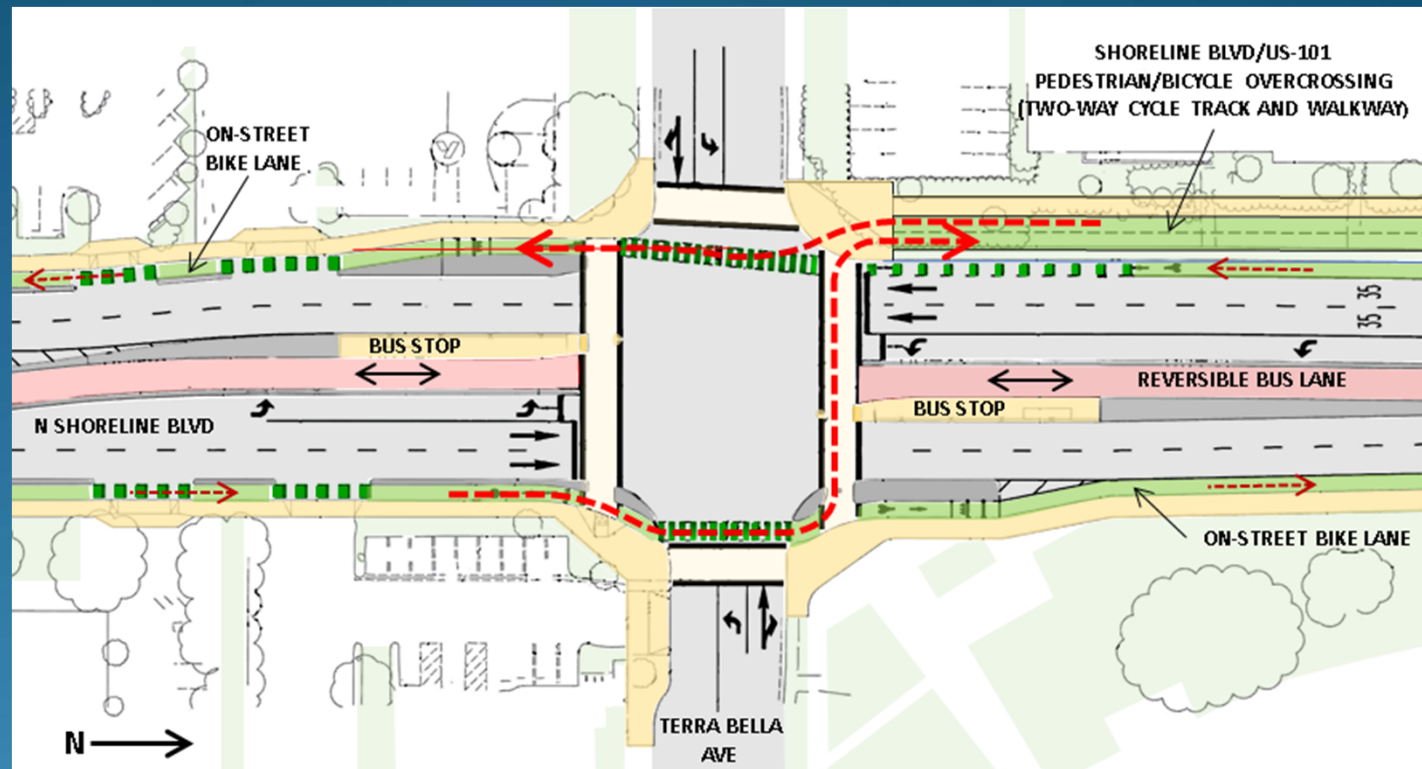 SHORELINE BLVD/US-101
PEDESTRIAN/BICYCLE OVERCROSSING
(TWO-WAY CYCLE TRACK AND WALKWAY)
ON-STREET
BIKE LANE
35 35
BUS STOP
REVERSIBLE BUS LANE
BUS STOP
N SHORELINE BLVD
ON-STREET BIKE LANE
TERRA BELLA
AVE
N